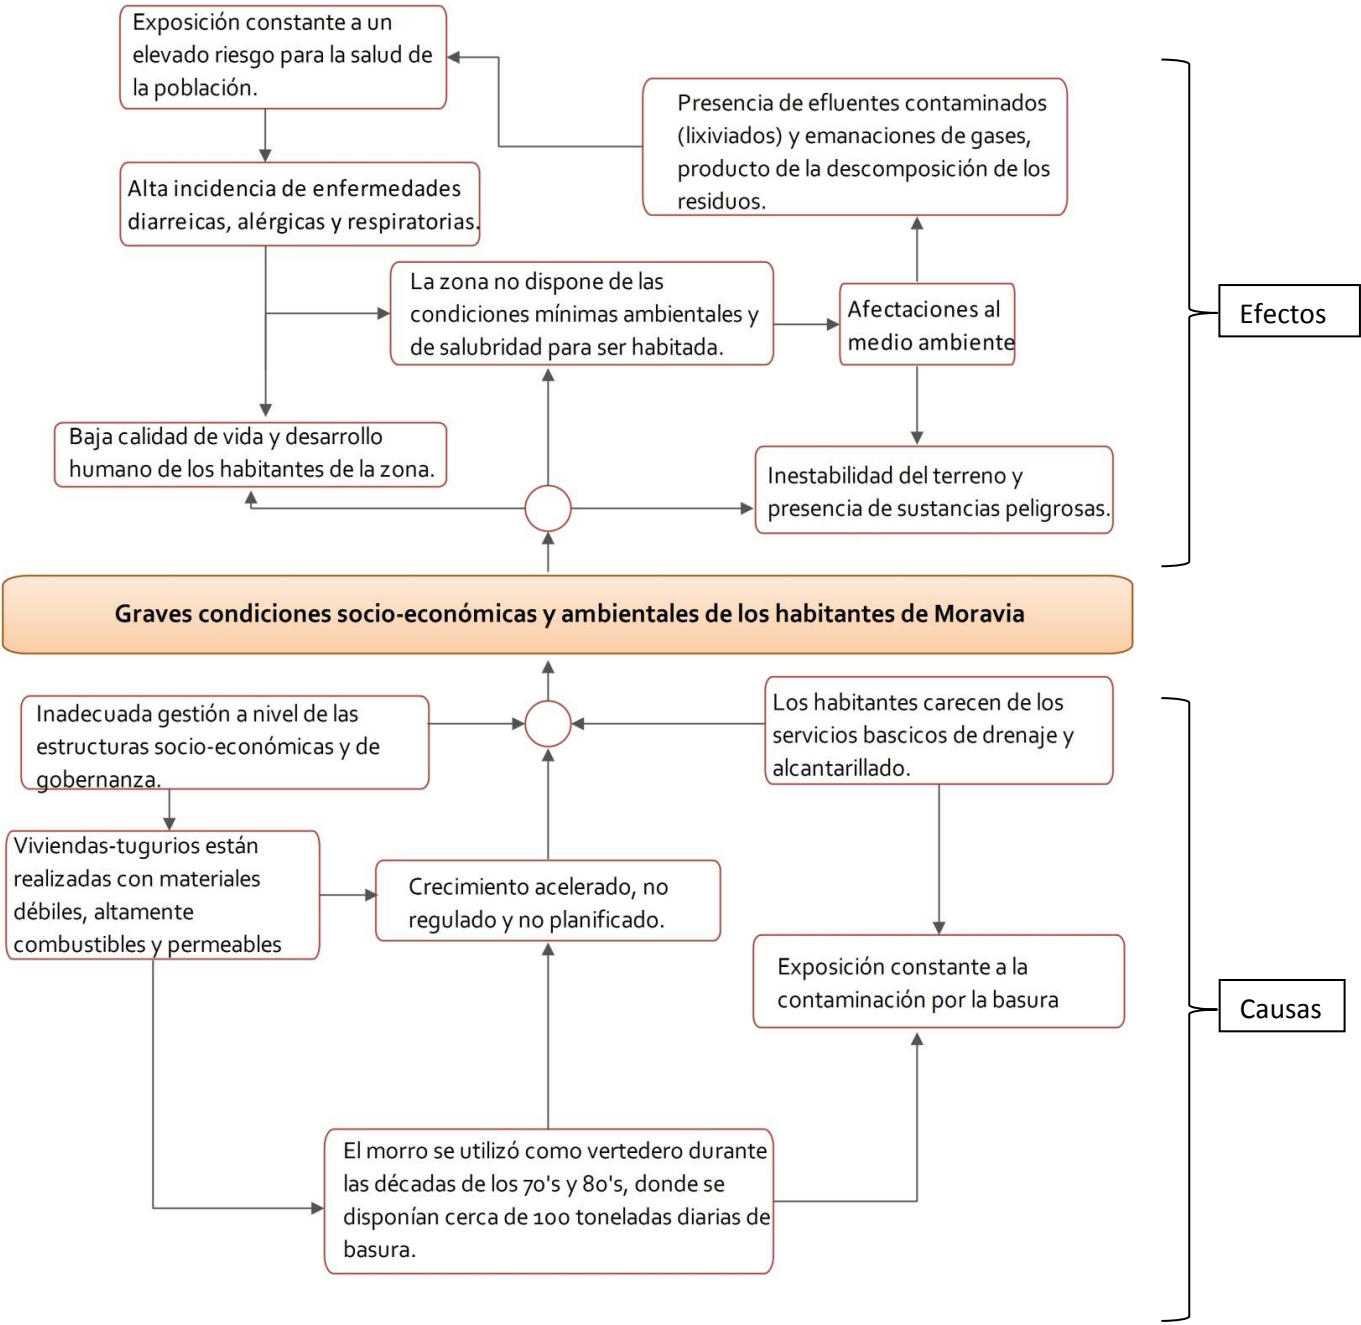 Exposición constante a un
elevado riesgo para la salud de
la población.
Presencia de efluentes contaminados
(lixiviados) y emanaciones de gases,
producto de la descomposición de los
residuos.
Alta incidencia de enfermedades
diarreicas, alérgicas y respiratorias.
La zona no dispone de las
condiciones mínimas ambientales y
de salubridad para ser habitada.
Afectaciones al
medio ambiente
Efectos
Baja calidad de vida y desarrollo
humano de los habitantes de la zona.
Inestabilidad del terreno y
presencia de sustancias peligrosas.
Graves condiciones socio-económicas y ambientales de los habitantes de Moravia
Inadecuada gestión a nivel de las
estructuras socio-económicas y de
gobernanza.
Los habitantes carecen de los
servicios bascicos de drenaje y
alcantarillado.
Viviendas-tugurios están
realizadas con materiales
débiles, altamente
combustibles y permeables
Crecimiento acelerado, no
regulado y no planificado.
Exposición constante a la
contaminación por la basura
Causas
El morro se utilizó como vertedero durante
las décadas de los 70's y 80's, donde se
disponían cerca de 100 toneladas diarias de
basura.